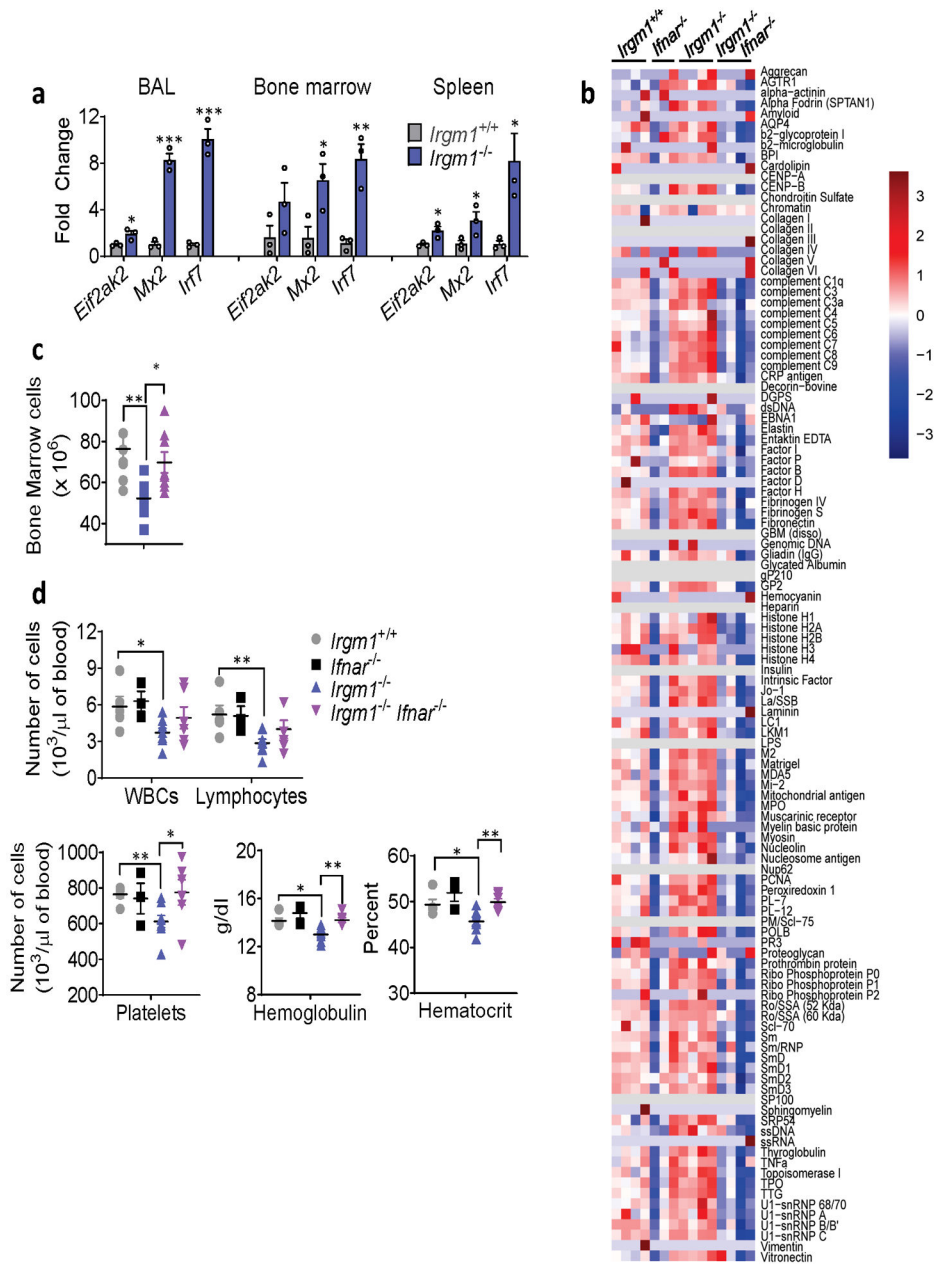 a
BAL
Bone marrow
Spleen
Irgm1+/+
Irgm1-/-
Fold Change
12
8
4
0
*
***
***
*
**
*
*
*
Eif2ak2
Mx2
Irf7
Eif2ak2
Mx2
Irf7
Eif2ak2
Mx2
Irf7
c
Bone Marrow cells
(x 10⁶)
100
80
60
40
**
*
d
Number of cells
(10³/µl of blood)
12
9
6
3
0
*
**
WBCs
Lymphocytes
Irgm1+/+
Ifnar-/-
Irgm1-/-
Irgm1-/- Ifnar-/-
Number of cells
(10³/µl of blood)
1000
800
600
400
200
**
*
Platelets
g/dl
18
16
14
12
*
**
Hemoglobulin
Percent
60
50
40
30
*
**
Hematocrit
b
Irgm1+/+
Ifnar-/-
Irgm1-/-
Irgm1-/-
Ifnar-/-
Aggrecan
AGTR1
alpha-actinin
Alpha Fodrin (SPTAN1)
Amyloid
AQP4
b2-glycoprotein I
b2-microglobulin
BPI
Cardolipin
CENP-A
CENP-B
Chondroitin Sulfate
Chromatin
Collagen I
Collagen II
Collagen III
Collagen IV
Collagen V
Collagen VI
complement C1q
complement C3
complement C3a
complement C4
complement C5
complement C6
complement C7
complement C8
complement C9
CRP antigen
Decorin-bovine
DGPS
dsDNA
EBNA1
Elastin
Entaktin EDTA
Factor I
Factor P
Factor B
Factor D
Factor H
Fibrinogen IV
Fibrinogen S
Fibronectin
GBM (disso)
Genomic DNA
Gliadin (IgG)
Glycated Albumin
gP210
GP2
Hemocyanin
Heparin
Histone H1
Histone H2A
Histone H2B
Histone H3
Histone H4
Insulin
Intrinsic Factor
Jo-1
La/SSB
Laminin
LC1
LKM1
LPS
M2
Matrigel
MDA5
Mi-2
Mitochondrial antigen
MPO
Muscarinic receptor
Myelin basic protein
Myosin
Nucleolin
Nucleosome antigen
Nup62
PCNA
Peroxiredoxin 1
PL-7
PL-12
PM/Scl-75
POLB
PR3
Proteoglycan
Prothrombin protein
Ribo Phosphoprotein P0
Ribo Phosphoprotein P1
Ribo Phosphoprotein P2
Ro/SSA (52 Kda)
Ro/SSA (60 Kda)
Scl-70
Sm
Sm/RNP
SmD
SmD1
SmD2
SmD3
SP100
Sphingomyelin
SRP54
ssDNA
ssRNA
Thyroglobulin
TNFa
Topoisomerase I
TPO
TTG
U1-snRNP 68/70
U1-snRNP A
U1-snRNP B/B'
U1-snRNP C
Vimentin
Vitronectin
3
2
1
0
−1
−2
−3